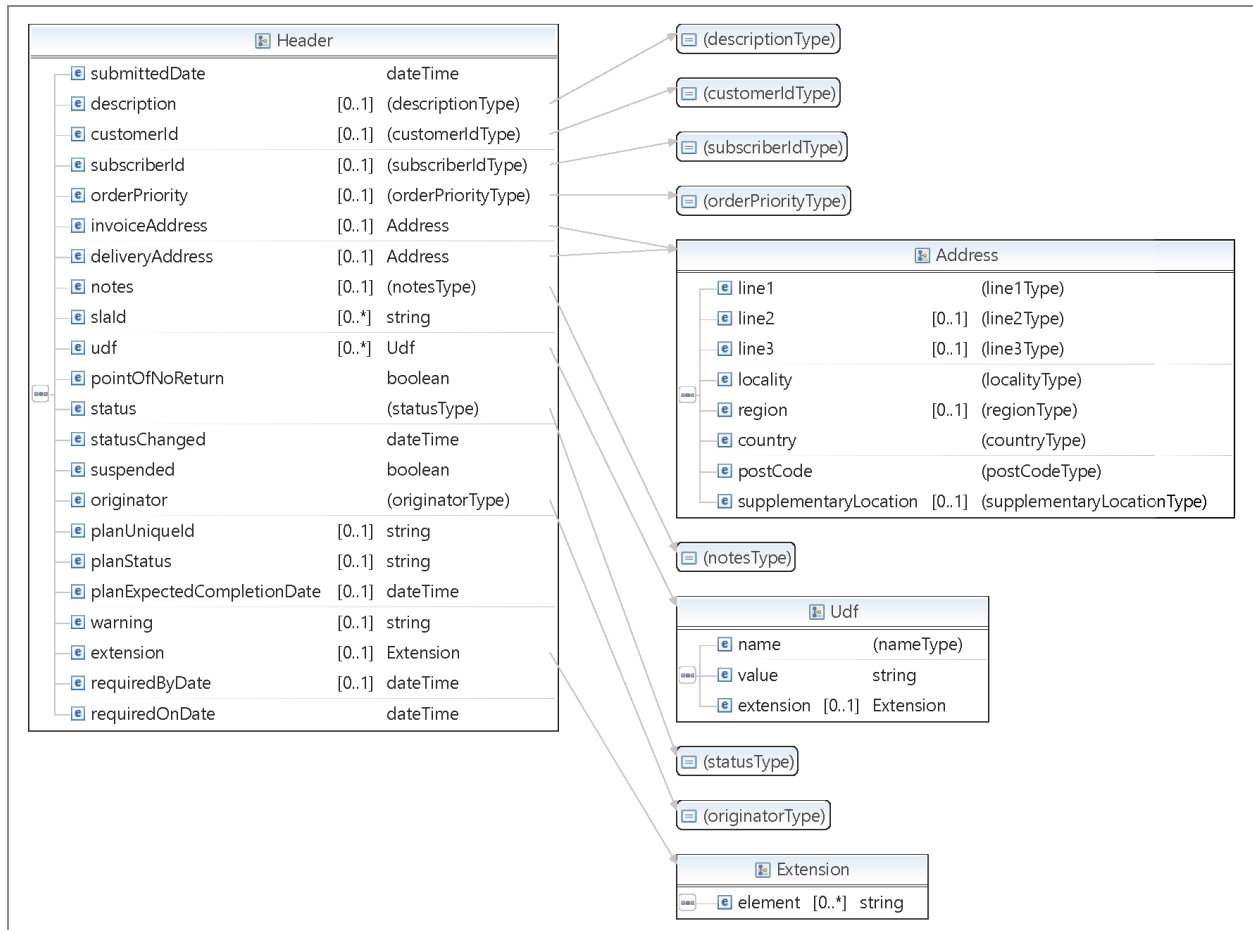 Header
submittedDate dateTime
description [0..1] (descriptionType)
customerId [0..1] (customerIdType)
subscriberId [0..1] (subscriberIdType)
orderPriority [0..1] (orderPriorityType)
invoiceAddress [0..1] Address
deliveryAddress [0..1] Address
notes [0..1] (notesType)
slaId [0..*] string
udf [0..*] Udf
pointOfNoReturn boolean
status (statusType)
statusChanged dateTime
suspended boolean
originator (originatorType)
planUniqueId [0..1] string
planStatus [0..1] string
planExpectedCompletionDate [0..1] dateTime
warning [0..1] string
extension [0..1] Extension
requiredByDate [0..1] dateTime
requiredOnDate dateTime
(descriptionType)
(customerIdType)
(subscriberIdType)
(orderPriorityType)
Address
line1 (line1Type)
line2 [0..1] (line2Type)
line3 [0..1] (line3Type)
locality (localityType)
region [0..1] (regionType)
country (countryType)
postCode (postCodeType)
supplementaryLocation [0..1] (supplementaryLocationType)
(notesType)
Udf
name (nameType)
value string
extension [0..1] Extension
(statusType)
(originatorType)
Extension
element [0..*] string